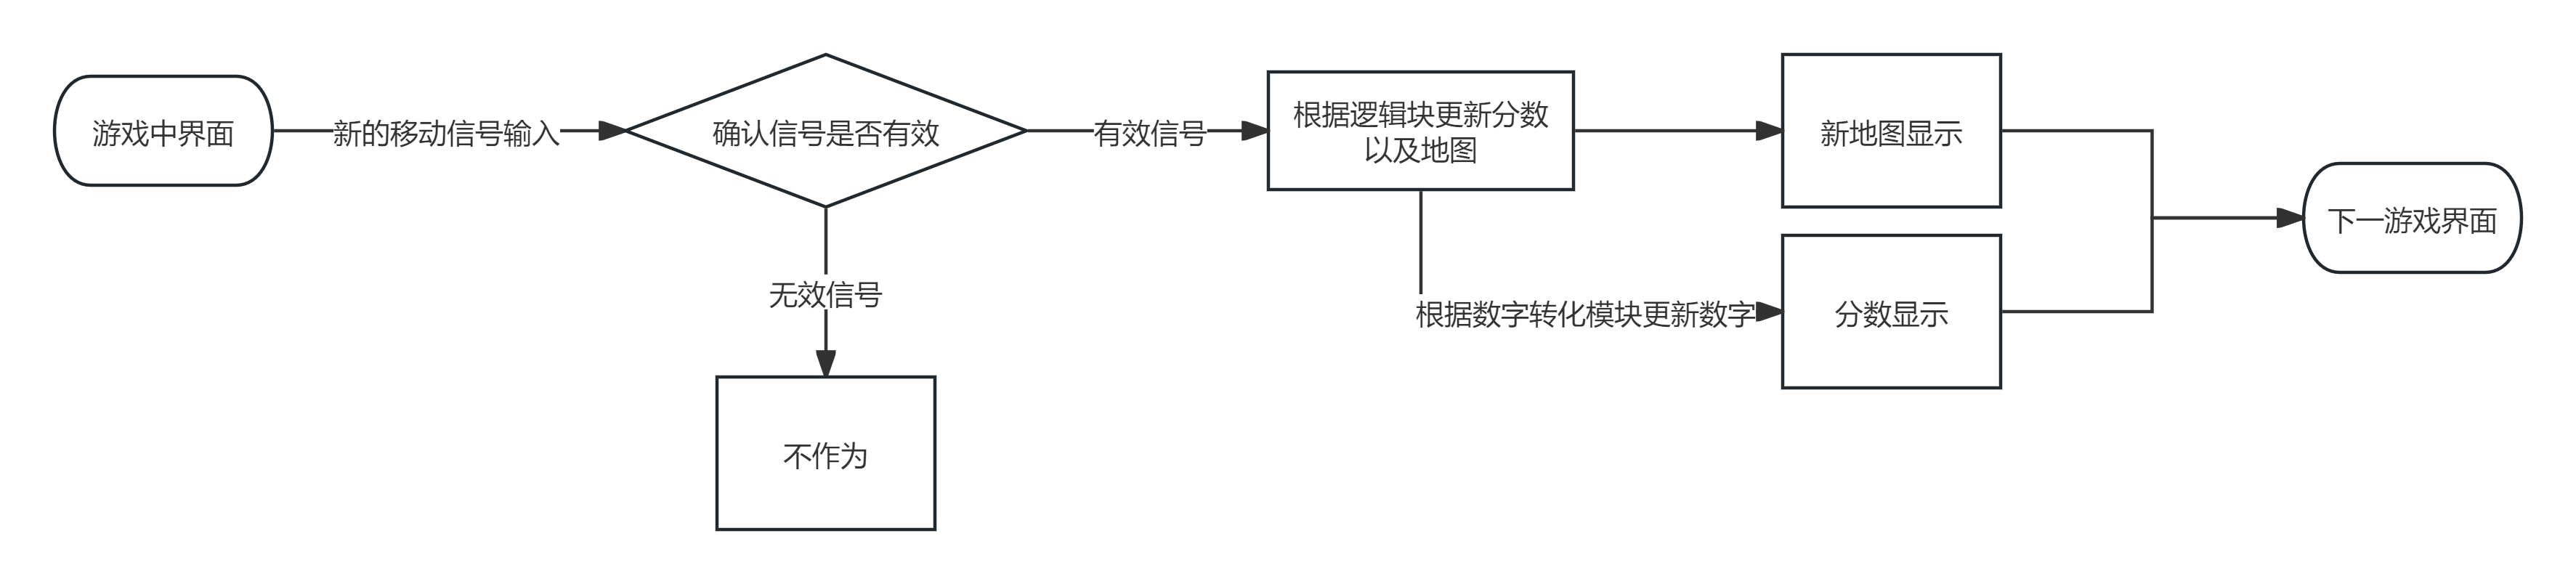 游戏中界面
新的移动信号输入
确认信号是否有效
有效信号
根据逻辑块更新分数
以及地图
新地图显示
下一游戏界面
无效信号
根据数字转化模块更新数字
分数显示
不作为